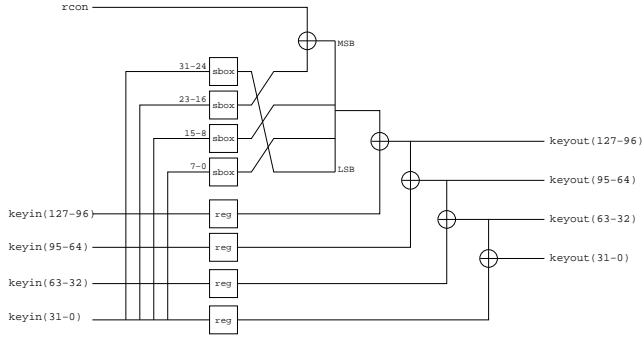 rcon
MSB
31-24
sbox
23-16
sbox
15-8
sbox
keyout(127-96)
7-0
sbox
LSB
keyout(95-64)
keyin(127-96)
reg
keyout(63-32)
keyin(95-64)
reg
keyout(31-0)
keyin(63-32)
reg
keyin(31-0)
reg